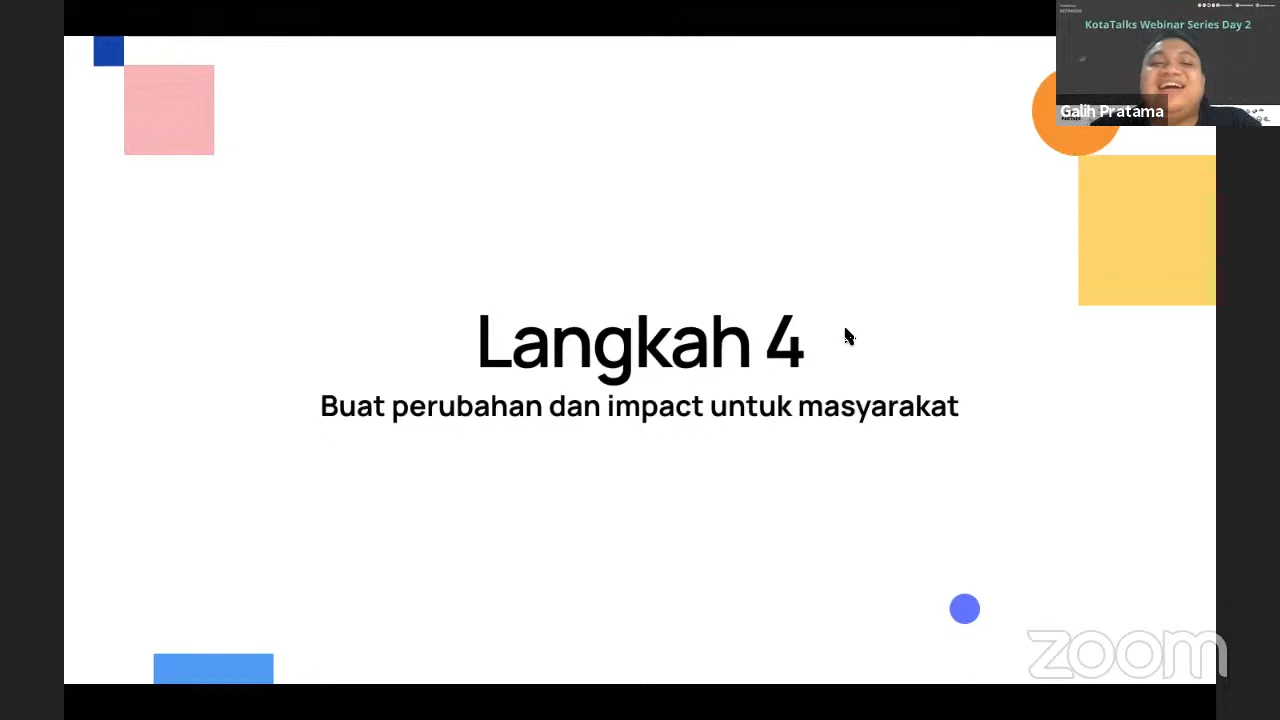 KotaTalks Webinar Series Day 2
Galih Pratama
Langkah 4
Buat perubahan dan impact untuk masyarakat
zoom